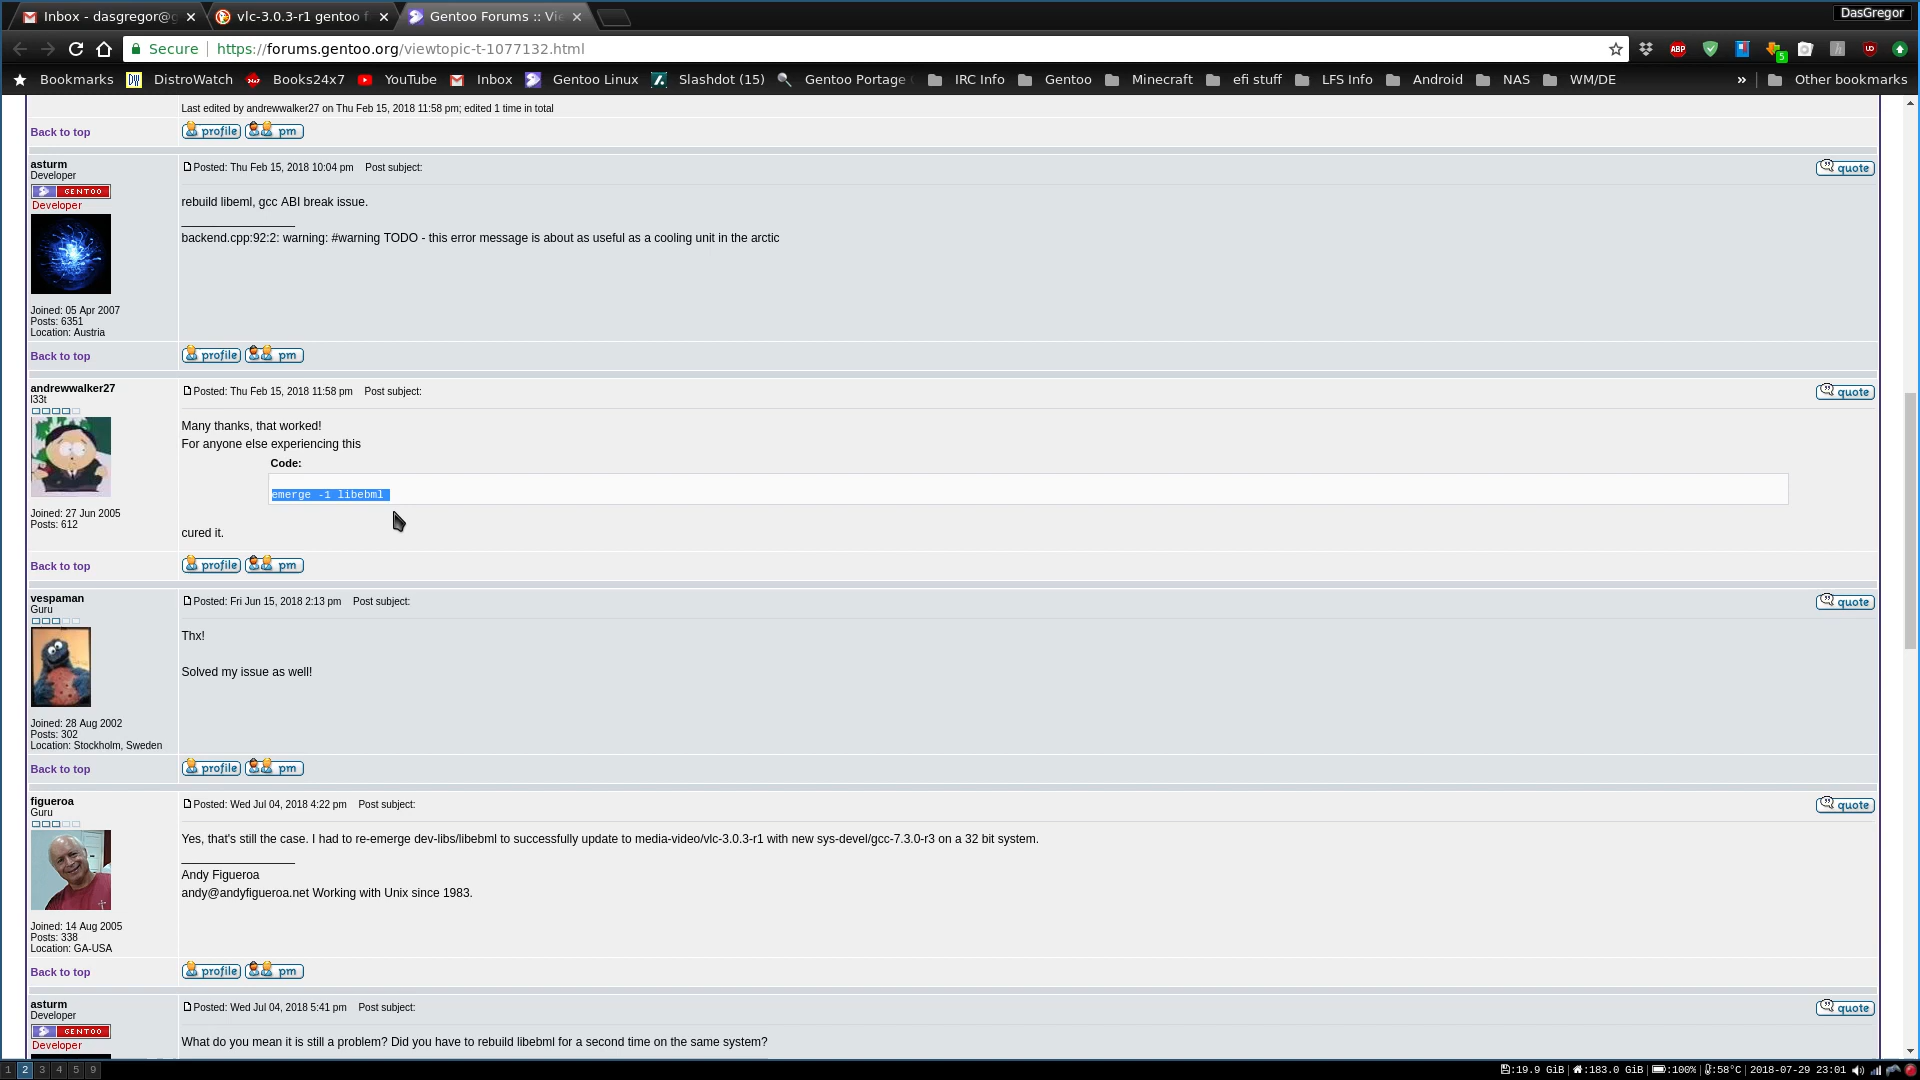 Inbox - dasgregor@g
vlc-3.0.3-r1 gentoo f
Gentoo Forums :: Vie
DasGregor
Secure
https://forums.gentoo.org/viewtopic-t-1077132.html
ABP
5
h
Bookmarks
DW
DistroWatch
Books24x7
YouTube
Inbox
Gentoo Linux
Slashdot (15)
Gentoo Portage
IRC Info
Gentoo
Minecraft
efi stuff
LFS Info
Android
NAS
WM/DE
»
Other bookmarks
Last edited by andrewwalker27 on Thu Feb 15, 2018 11:58 pm; edited 1 time in total
Back to top
profile
pm
asturm
Developer
GENTOO
Developer
Joined: 05 Apr 2007
Posts: 6351
Location: Austria
Posted: Thu Feb 15, 2018 10:04 pm Post subject:
quote
rebuild libeml, gcc ABI break issue.
_________________
backend.cpp:92:2: warning: #warning TODO - this error message is about as useful as a cooling unit in the arctic
Back to top
profile
pm
andrewwalker27
l33t
Joined: 27 Jun 2005
Posts: 612
Posted: Thu Feb 15, 2018 11:58 pm Post subject:
quote
Many thanks, that worked!
For anyone else experiencing this
Code:
emerge -1 libebml
cured it.
Back to top
profile
pm
vespaman
Guru
Joined: 28 Aug 2002
Posts: 302
Location: Stockholm, Sweden
Posted: Fri Jun 15, 2018 2:13 pm Post subject:
quote
Thx!
Solved my issue as well!
Back to top
profile
pm
figueroa
Guru
Joined: 14 Aug 2005
Posts: 338
Location: GA-USA
Posted: Wed Jul 04, 2018 4:22 pm Post subject:
quote
Yes, that's still the case. I had to re-emerge dev-libs/libebml to successfully update to media-video/vlc-3.0.3-r1 with new sys-devel/gcc-7.3.0-r3 on a 32 bit system.
_________________
Andy Figueroa
andy@andyfigueroa.net Working with Unix since 1983.
Back to top
profile
pm
asturm
Developer
GENTOO
Developer
Posted: Wed Jul 04, 2018 5:41 pm Post subject:
quote
What do you mean it is still a problem? Did you have to rebuild libebml for a second time on the same system?
1 2 3 4 5 9
:19.9 GiB | :183.0 GiB | :100% | :58°C | 2018-07-29 23:01